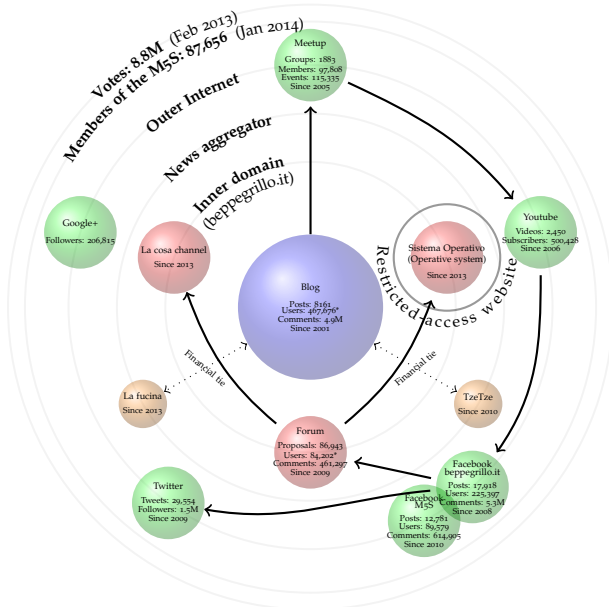 Votes: 8.8M (Feb 2013)
Members of the M5S: 87,656 (Jan 2014)
Outer Internet
News aggregator
Inner domain
(beppegrillo.it)
Meetup
Groups: 1883
Members: 97,808
Events: 115,335
Since 2005
Google+
Followers: 206,815
La cosa channel
Since 2013
Sistema Operativo
(Operative system)
Since 2013
Restricted-access website
Youtube
Videos: 2,450
Subscribers: 500,428
Since 2006
Blog
Posts: 8161
Users: 467,676*
Comments: 4.9M
Since 2001
Financial tie
Financial tie
La fucina
Since 2013
TzeTze
Since 2010
Forum
Proposals: 86,943
Users: 84,202*
Comments: 461,297
Since 2009
Twitter
Tweets: 29,554
Followers: 1.5M
Since 2009
Facebook
beppegrillo.it
Posts: 17,918
Users: 225,397
Comments: 5.3M
Since 2008
Facebook
M5S
Posts: 12,781
Users: 89,579
Comments: 614,905
Since 2010